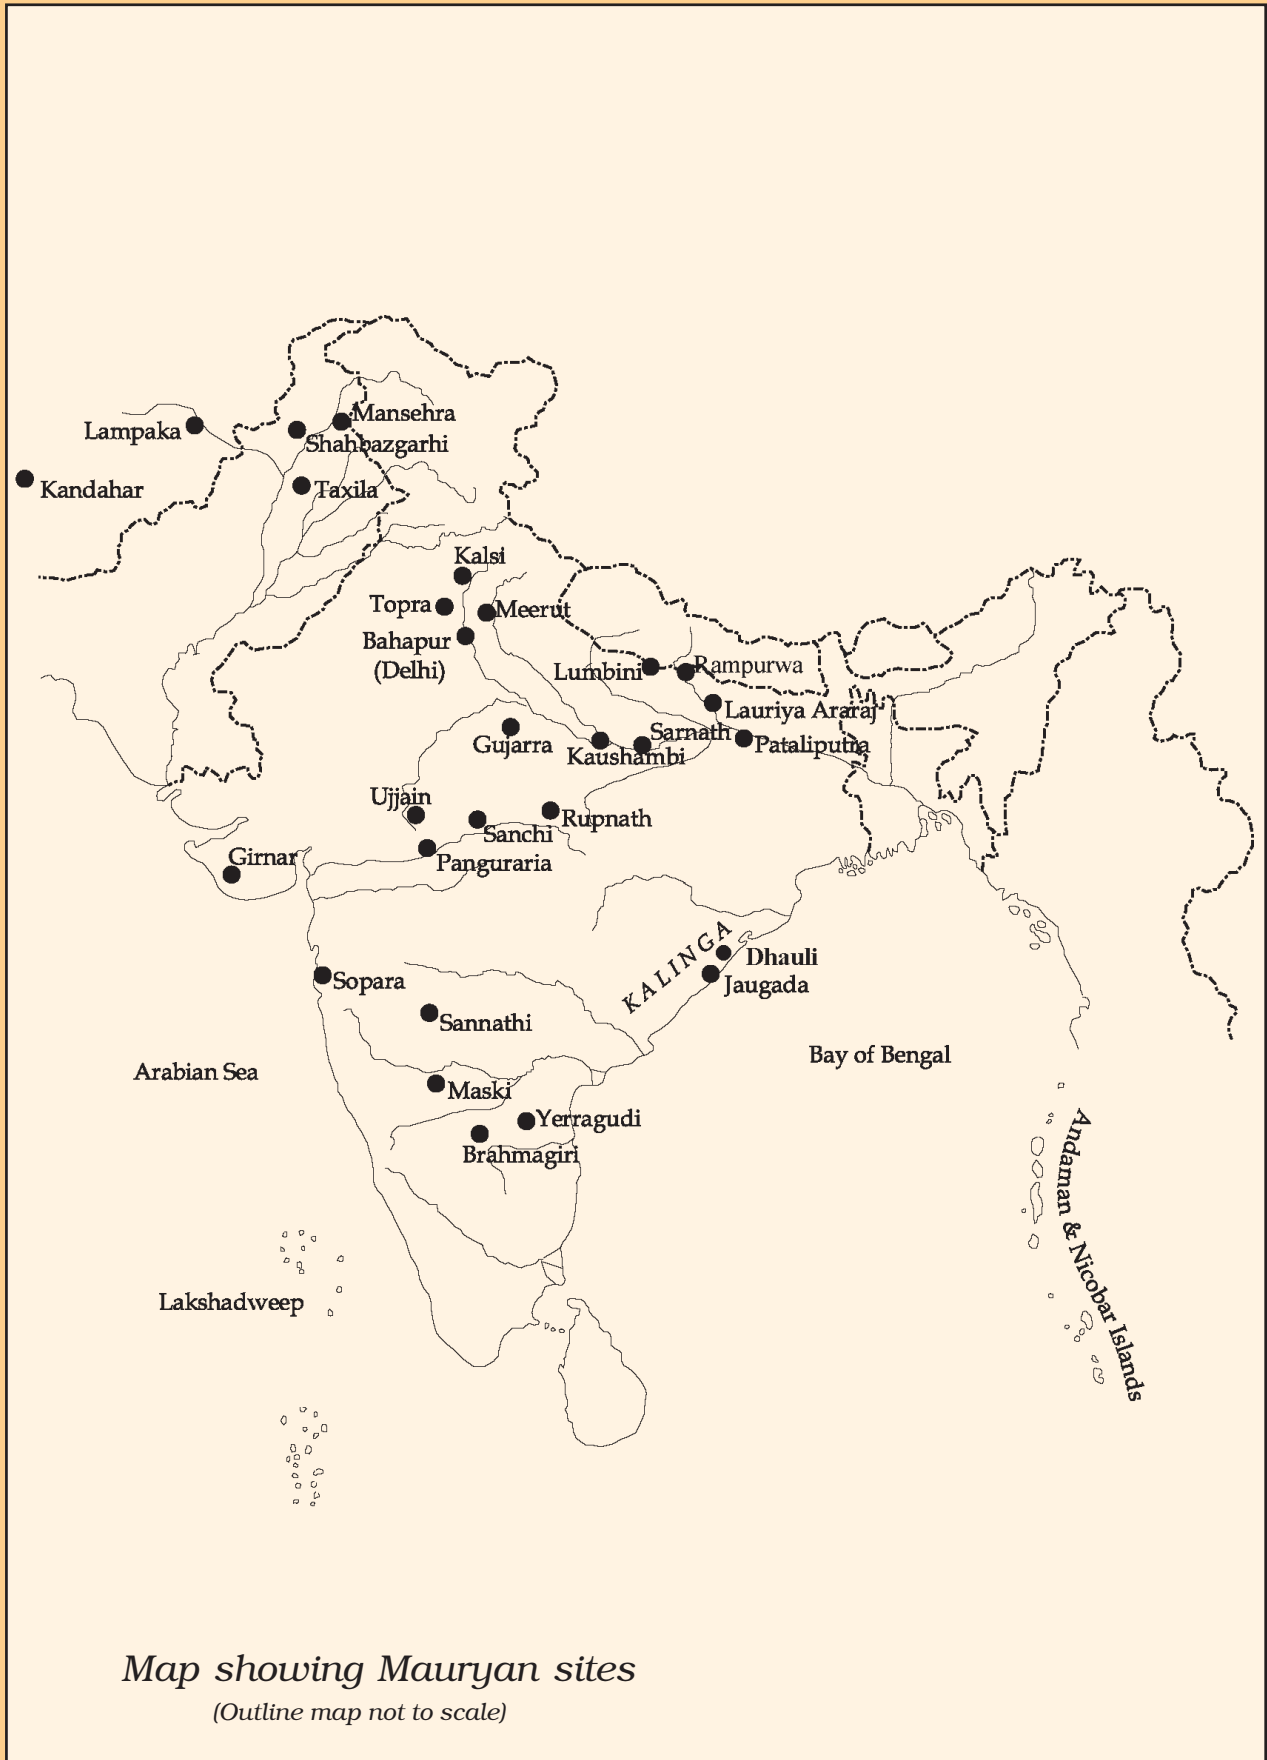 Mansehra
Lampaka
Shahbazgarhi
Kandahar
Taxila
Kalsi
Topra
Meerut
Bahapur
(Delhi)
Lumbini
Rampurwa
Lauriya Araraj
Sarnath
Pataliputra
Gujarra
Kaushambi
Ujjain
Rupnath
Sanchi
Girnar
Panguraria
KALINGA
Dhauli
Sopara
Jaugada
Sannathi
Bay of Bengal
Arabian Sea
Maski
Yerragudi
Brahmagiri
Andaman & Nicobar Islands
Lakshadweep
Map showing Mauryan sites
(Outline map not to scale)